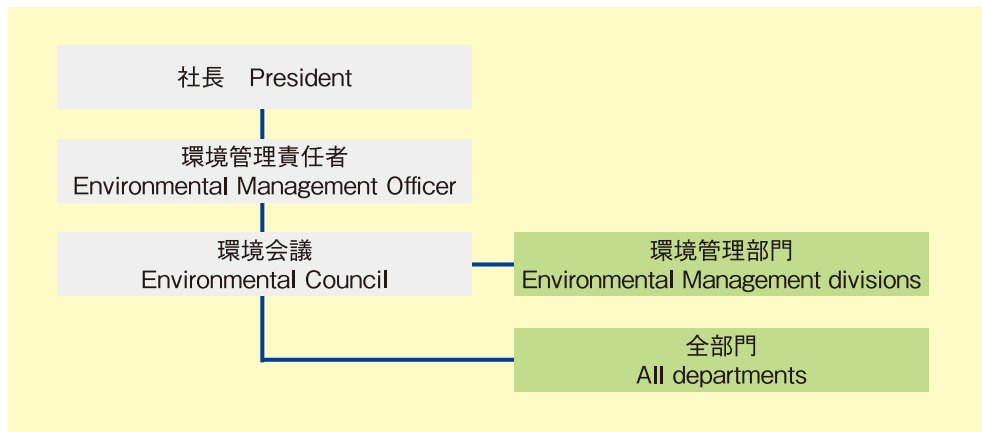 社長　President
環境管理責任者
Environmental Management Officer
環境会議
Environmental Council
環境管理部門
Environmental Management divisions
全部門
All departments